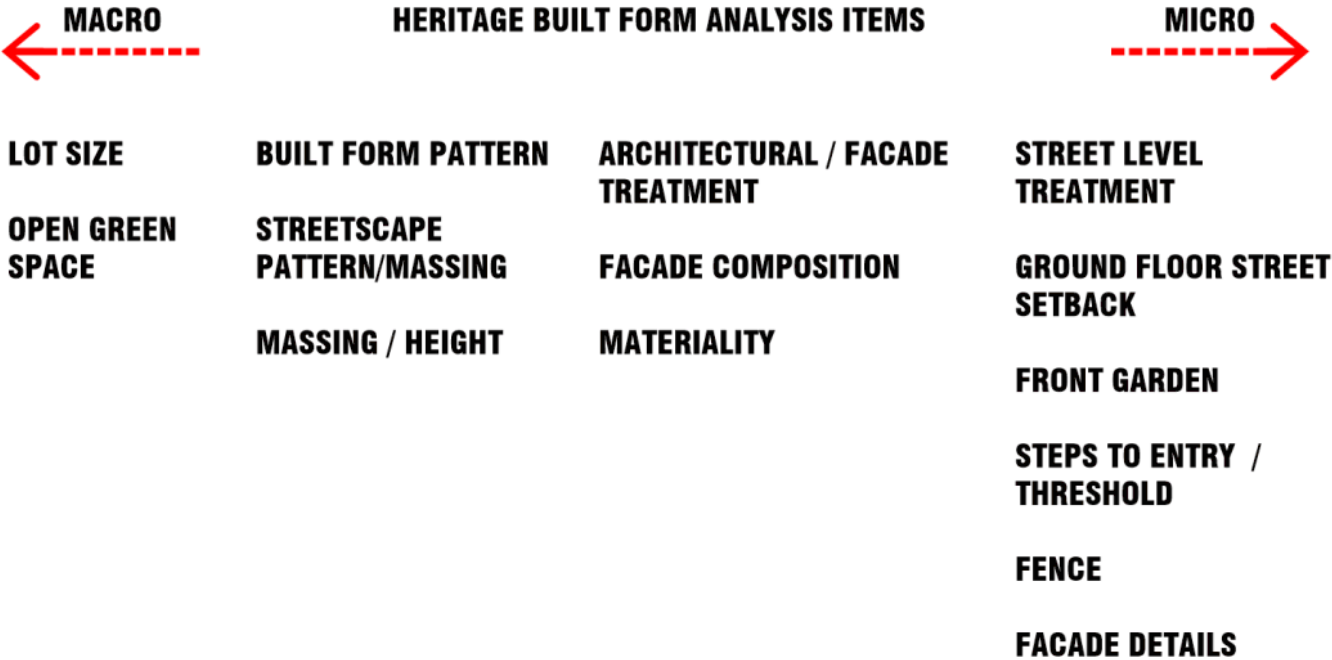 MACRO
HERITAGE BUILT FORM ANALYSIS ITEMS
MICRO
LOT SIZE
OPEN GREEN
SPACE
BUILT FORM PATTERN
STREETSCAPE
PATTERN/MASSING
MASSING / HEIGHT
ARCHITECTURAL / FACADE
TREATMENT
FACADE COMPOSITION
MATERIALITY
STREET LEVEL
TREATMENT
GROUND FLOOR STREET
SETBACK
FRONT GARDEN
STEPS TO ENTRY /
THRESHOLD
FENCE
FACADE DETAILS